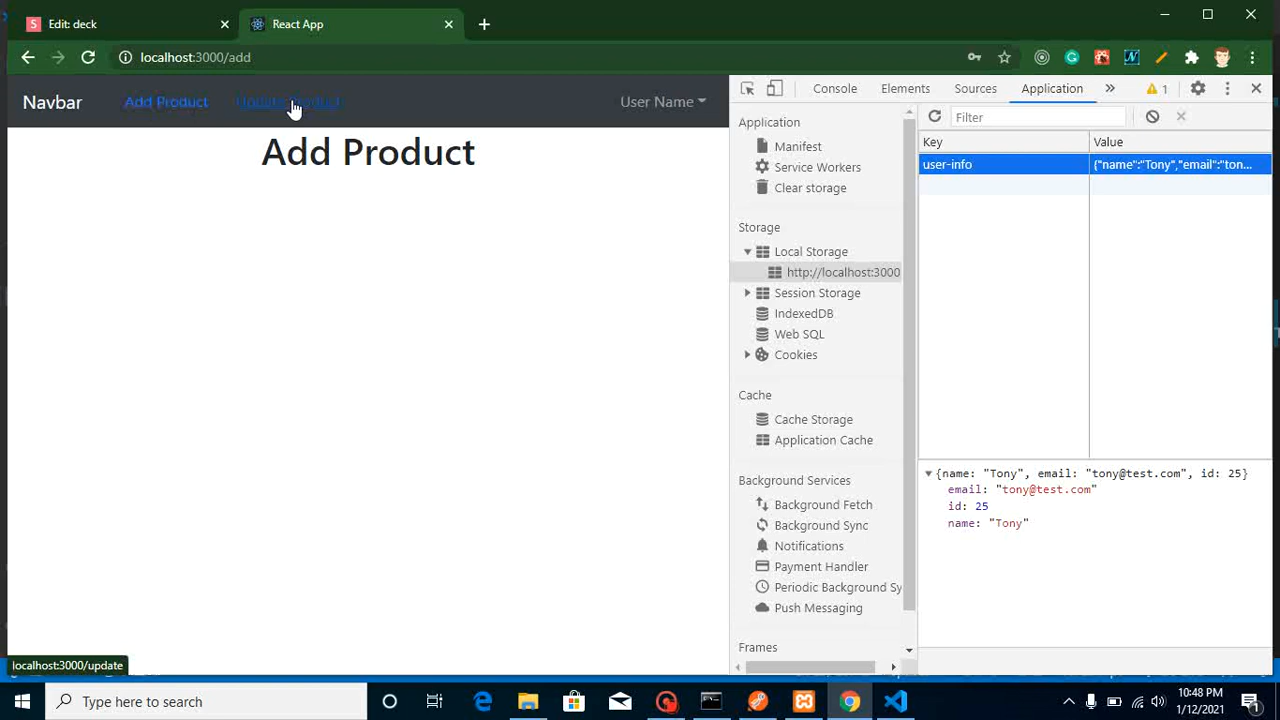 Edit: deck
React App
localhost:3000/add
Navbar
Add Product
Update Product
User Name
Add Product
Console
Elements
Sources
Application
1
Application
Manifest
Service Workers
Clear storage
Storage
Local Storage
http://localhost:3000
Session Storage
IndexedDB
Web SQL
Cookies
Cache
Cache Storage
Application Cache
Background Services
Background Fetch
Background Sync
Notifications
Payment Handler
Periodic Background Sy
Push Messaging
Frames
Filter
Key Value
user-info {"name":"Tony","email":"ton...
{name: "Tony", email: "tony@test.com", id: 25}
email: "tony@test.com"
id: 25
name: "Tony"
localhost:3000/update
Type here to search
10:48 PM
1/12/2021
1